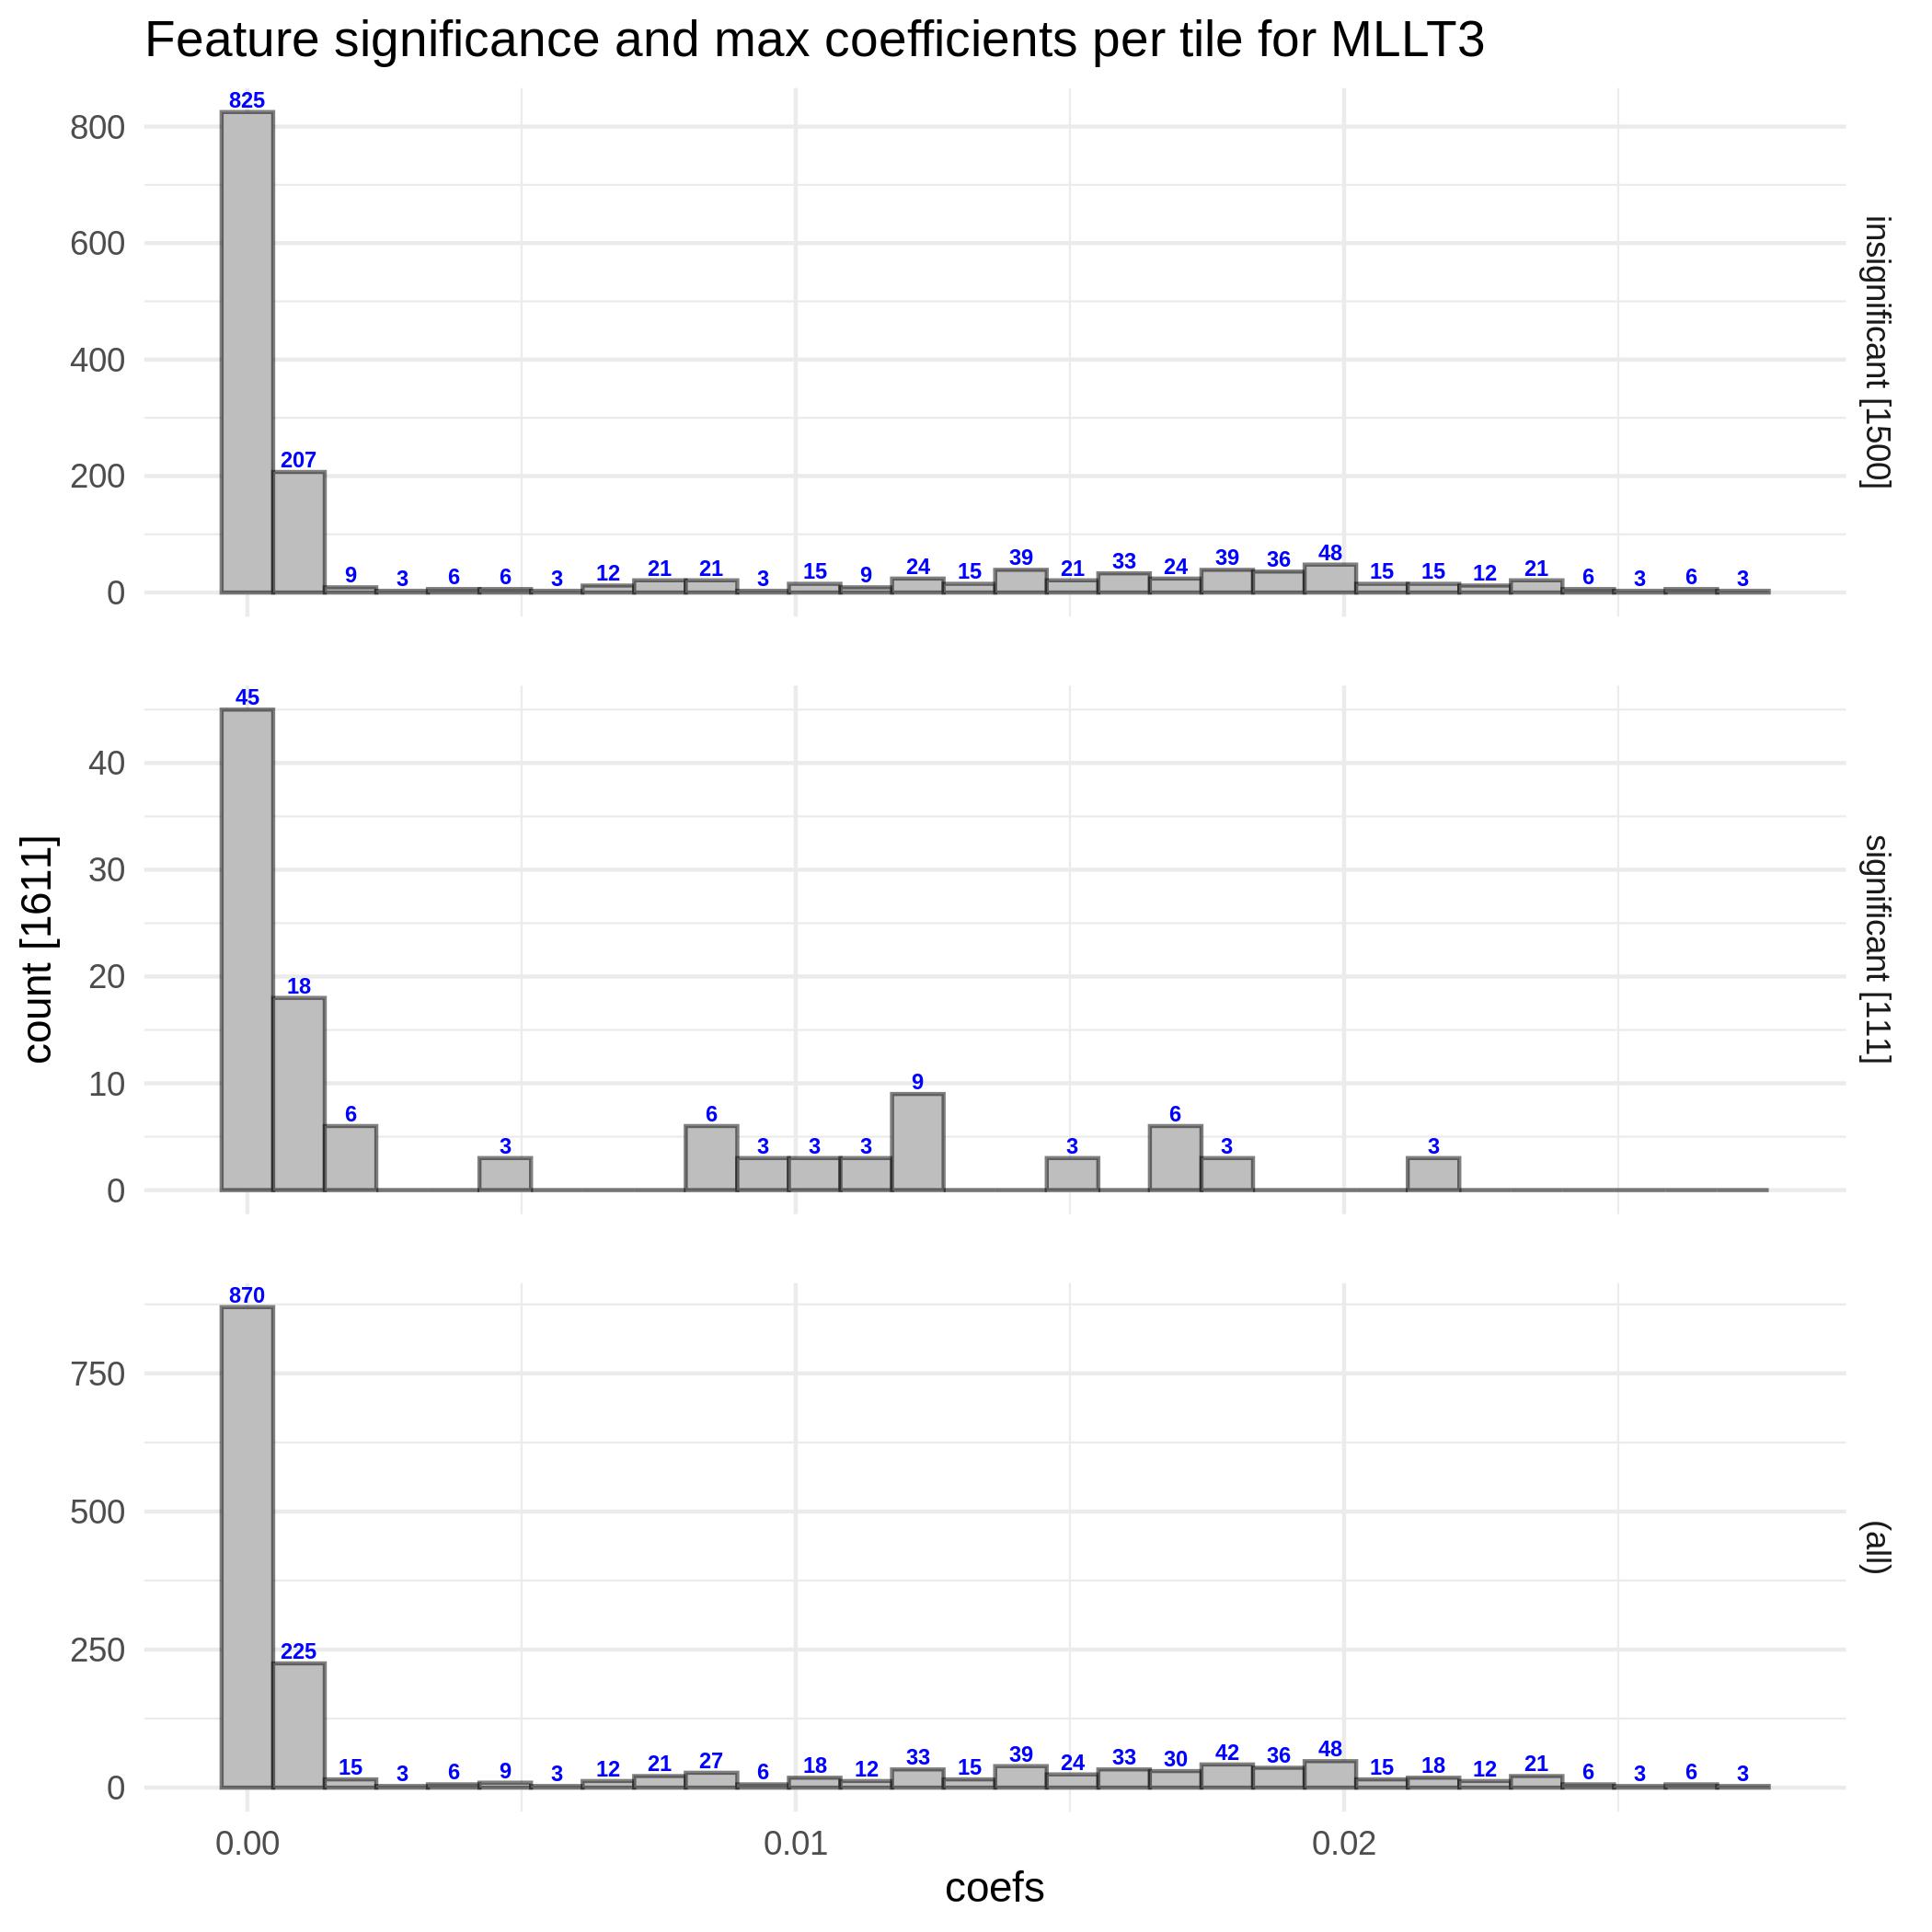 Feature significance and max coefficients per tile for MLLT3
825
800
600
400
207
200
9 3 6 6 3 12 21 21 3 15 9 24 15 39 21 33 24 39 36 48 15 15 12 21 6 3 6 3
0
insignificant [1500]
45
40
30
20
18
10
6 3 6 3 3 3 9 3 6 3 3
0
significant [111]
count [1611]
870
750
500
250
225
15 3 6 9 3 12 21 27 6 18 12 33 15 39 24 33 30 42 36 48 15 18 12 21 6 3 6 3
0
(all)
0.00 0.01 0.02
coefs